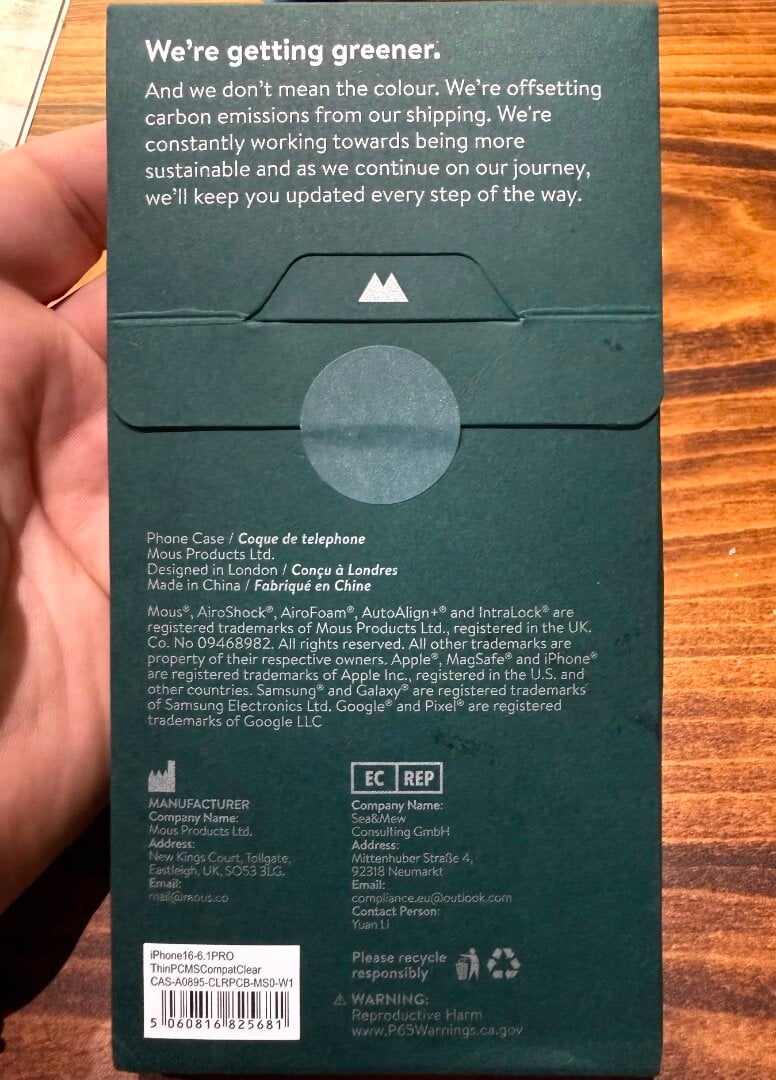 We're getting greener.
And we don't mean the colour. We're offsetting
carbon emissions from our shipping. We're
constantly working towards being more
sustainable and as we continue on our journey,
we'll keep you updated every step of the way.
Phone Case / Coque de telephone
Mous Products Ltd.
Designed in London / Conçu à Londres
Made in China / Fabriqué en Chine
Mous®, AiroShock®, AiroFoam®, AutoAlign+® and IntraLock® are
registered trademarks of Mous Products Ltd., registered in the UK.
Co. No 09468982. All rights reserved. All other trademarks are
property of their respective owners. Apple®, MagSafe® and iPhone®
are registered trademarks of Apple Inc., registered in the U.S. and
other countries. Samsung® and Galaxy® are registered trademarks
of Samsung Electronics Ltd. Google® and Pixel® are registered
trademarks of Google LLC
MANUFACTURER
Company Name:
Mous Products Ltd.
Address:
New Kings Court, Tollgate,
Eastleigh, UK, SO53 3LG.
Email:
mail@mous.co
EC REP
Company Name:
Sea&Mew
Consulting GmbH
Address:
Mittenhuber Straße 4,
92318 Neumarkt
Email:
compliance.eu@outlook.com
Contact Person:
Yuan Li
Please recycle
responsibly
WARNING:
Reproductive Harm
www.P65Warnings.ca.gov
iPhone16-6.1PRO
ThinPCMSCompatClear
CAS-A0895-CLRPCB-MS0-W1
5 060816 825681